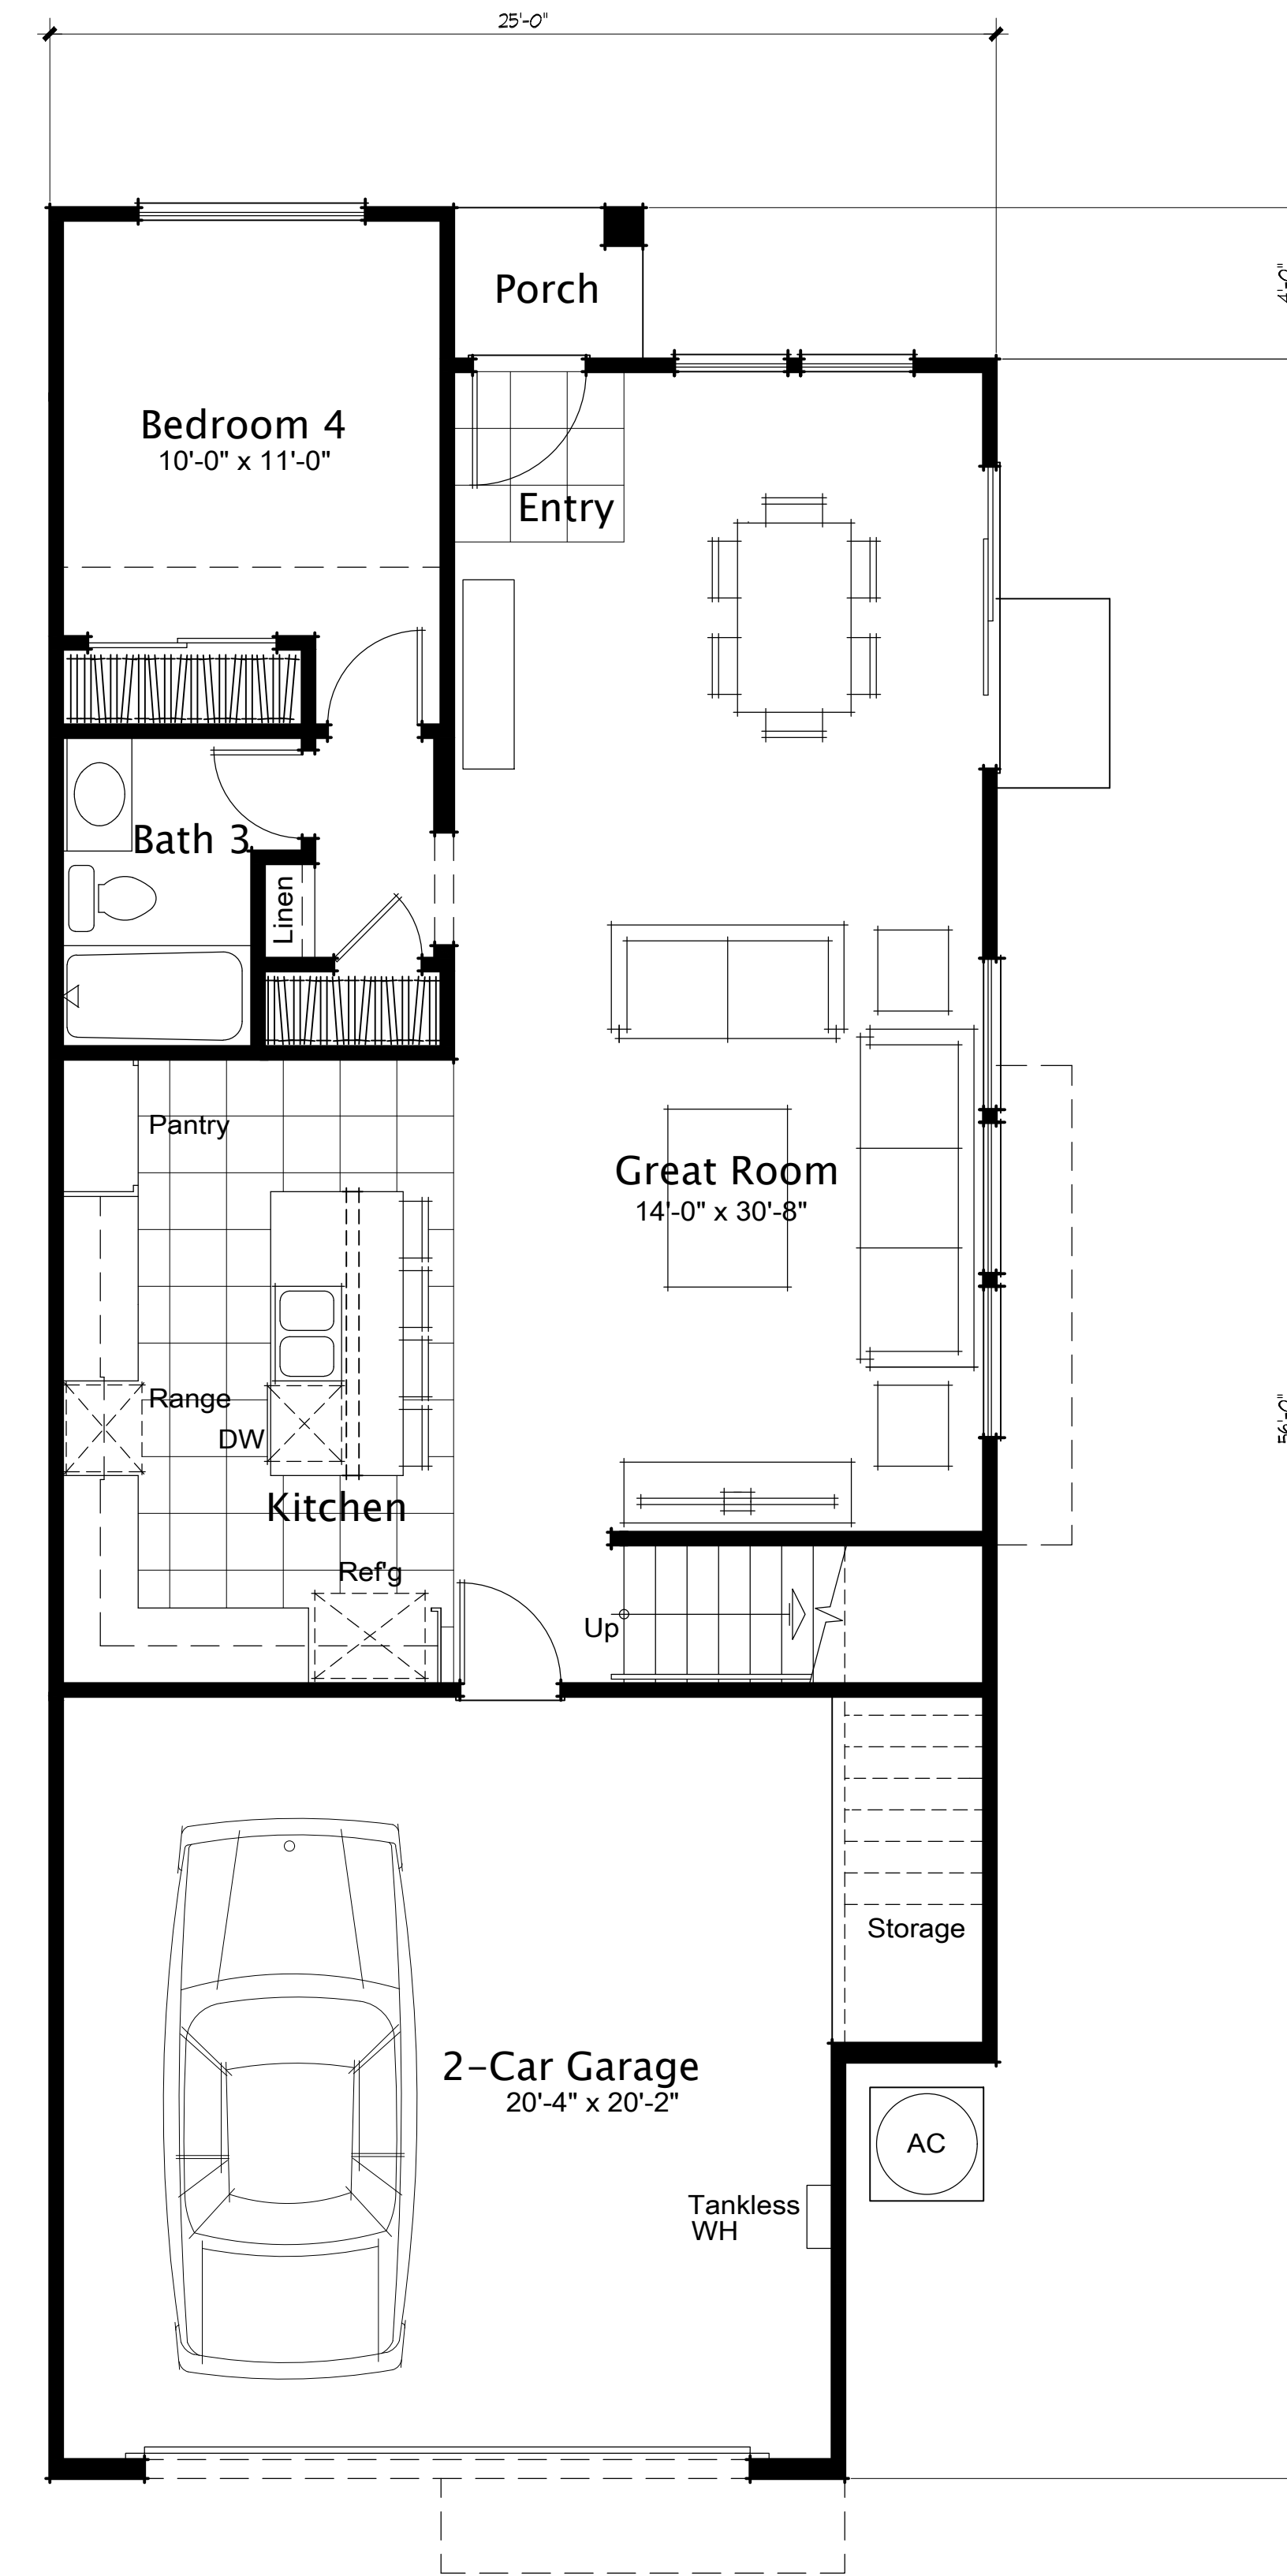 25'-0"
4'-0"
Porch
Bedroom 4
10'-0" x 11'-0"
Entry
Bath 3
Linen
Pantry
Great Room
14'-0" x 30'-8"
Range
DW
56'-0"
Kitchen
Ref'g
Up
Storage
2-Car Garage
20'-4" x 20'-2"
AC
Tankless
WH